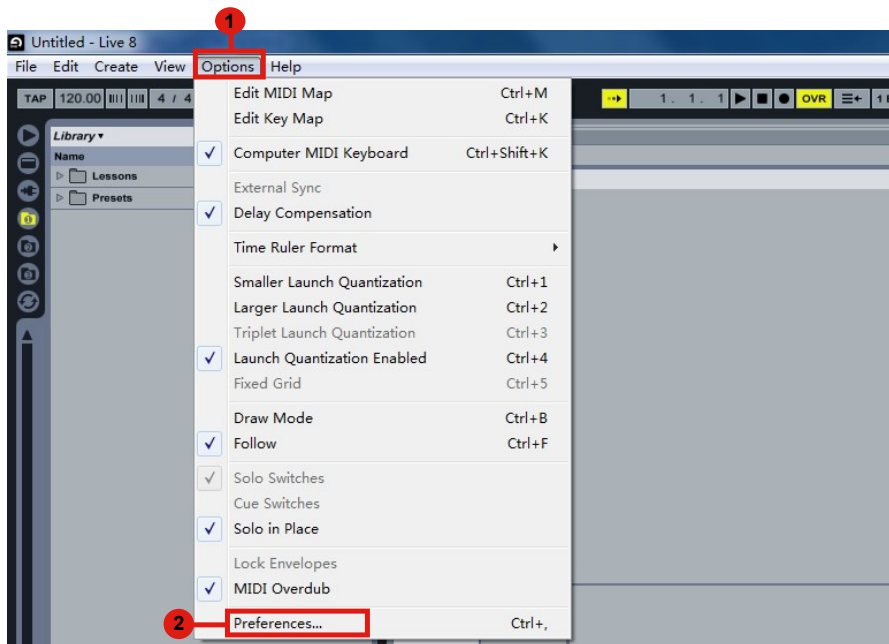 1
Untitled - Live 8
File Edit Create View Options Help
TAP 120.00 4 / 4 1. 1. 1 OVR
Library
Name
Lessons
Presets
1
2
3
Edit MIDI Map Ctrl+M
Edit Key Map Ctrl+K
Computer MIDI Keyboard Ctrl+Shift+K
External Sync
Delay Compensation
Time Ruler Format
Smaller Launch Quantization Ctrl+1
Larger Launch Quantization Ctrl+2
Triplet Launch Quantization Ctrl+3
Launch Quantization Enabled Ctrl+4
Fixed Grid Ctrl+5
Draw Mode Ctrl+B
Follow Ctrl+F
Solo Switches
Cue Switches
Solo in Place
Lock Envelopes
MIDI Overdub
2 Preferences... Ctrl+,